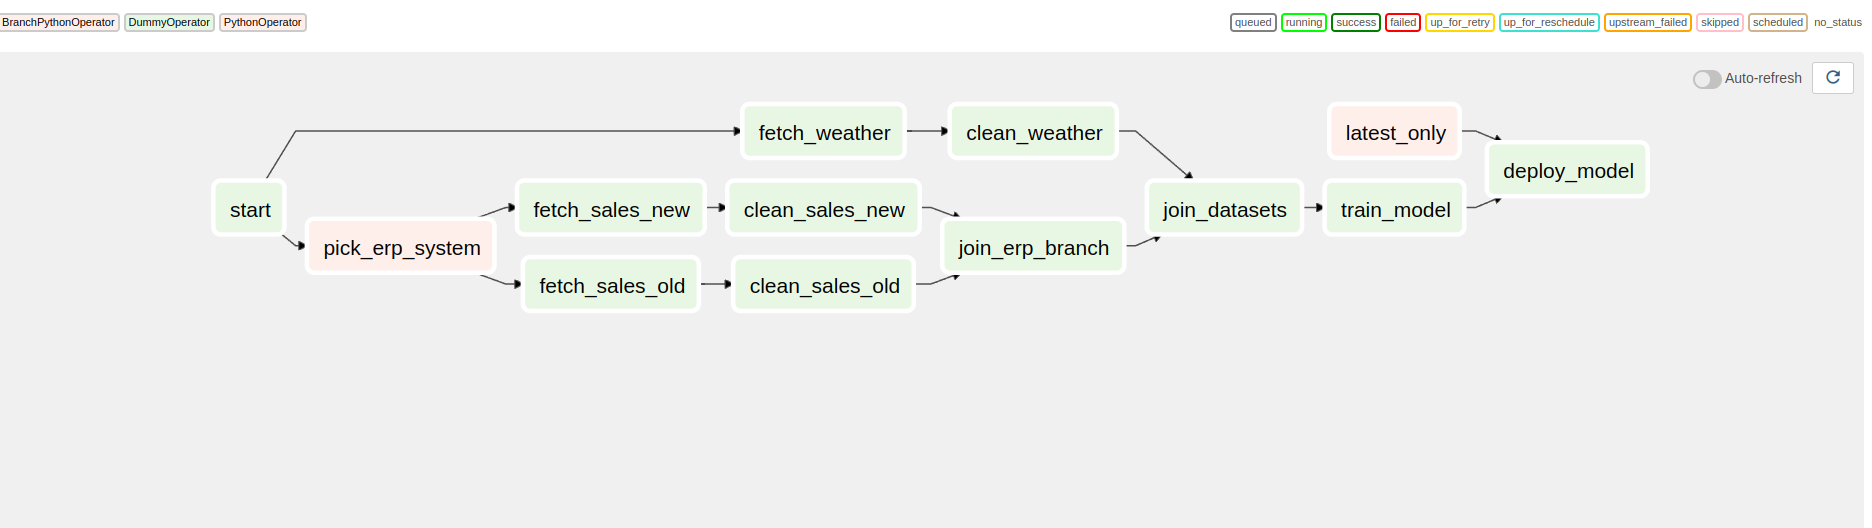 BranchPythonOperator DummyOperator PythonOperator queued running success failed up_for_retry up_for_reschedule upstream_failed skipped scheduled no_status
Auto-refresh
fetch_weather clean_weather latest_only
deploy_model
start fetch_sales_new clean_sales_new join_datasets train_model
pick_erp_system join_erp_branch
fetch_sales_old clean_sales_old